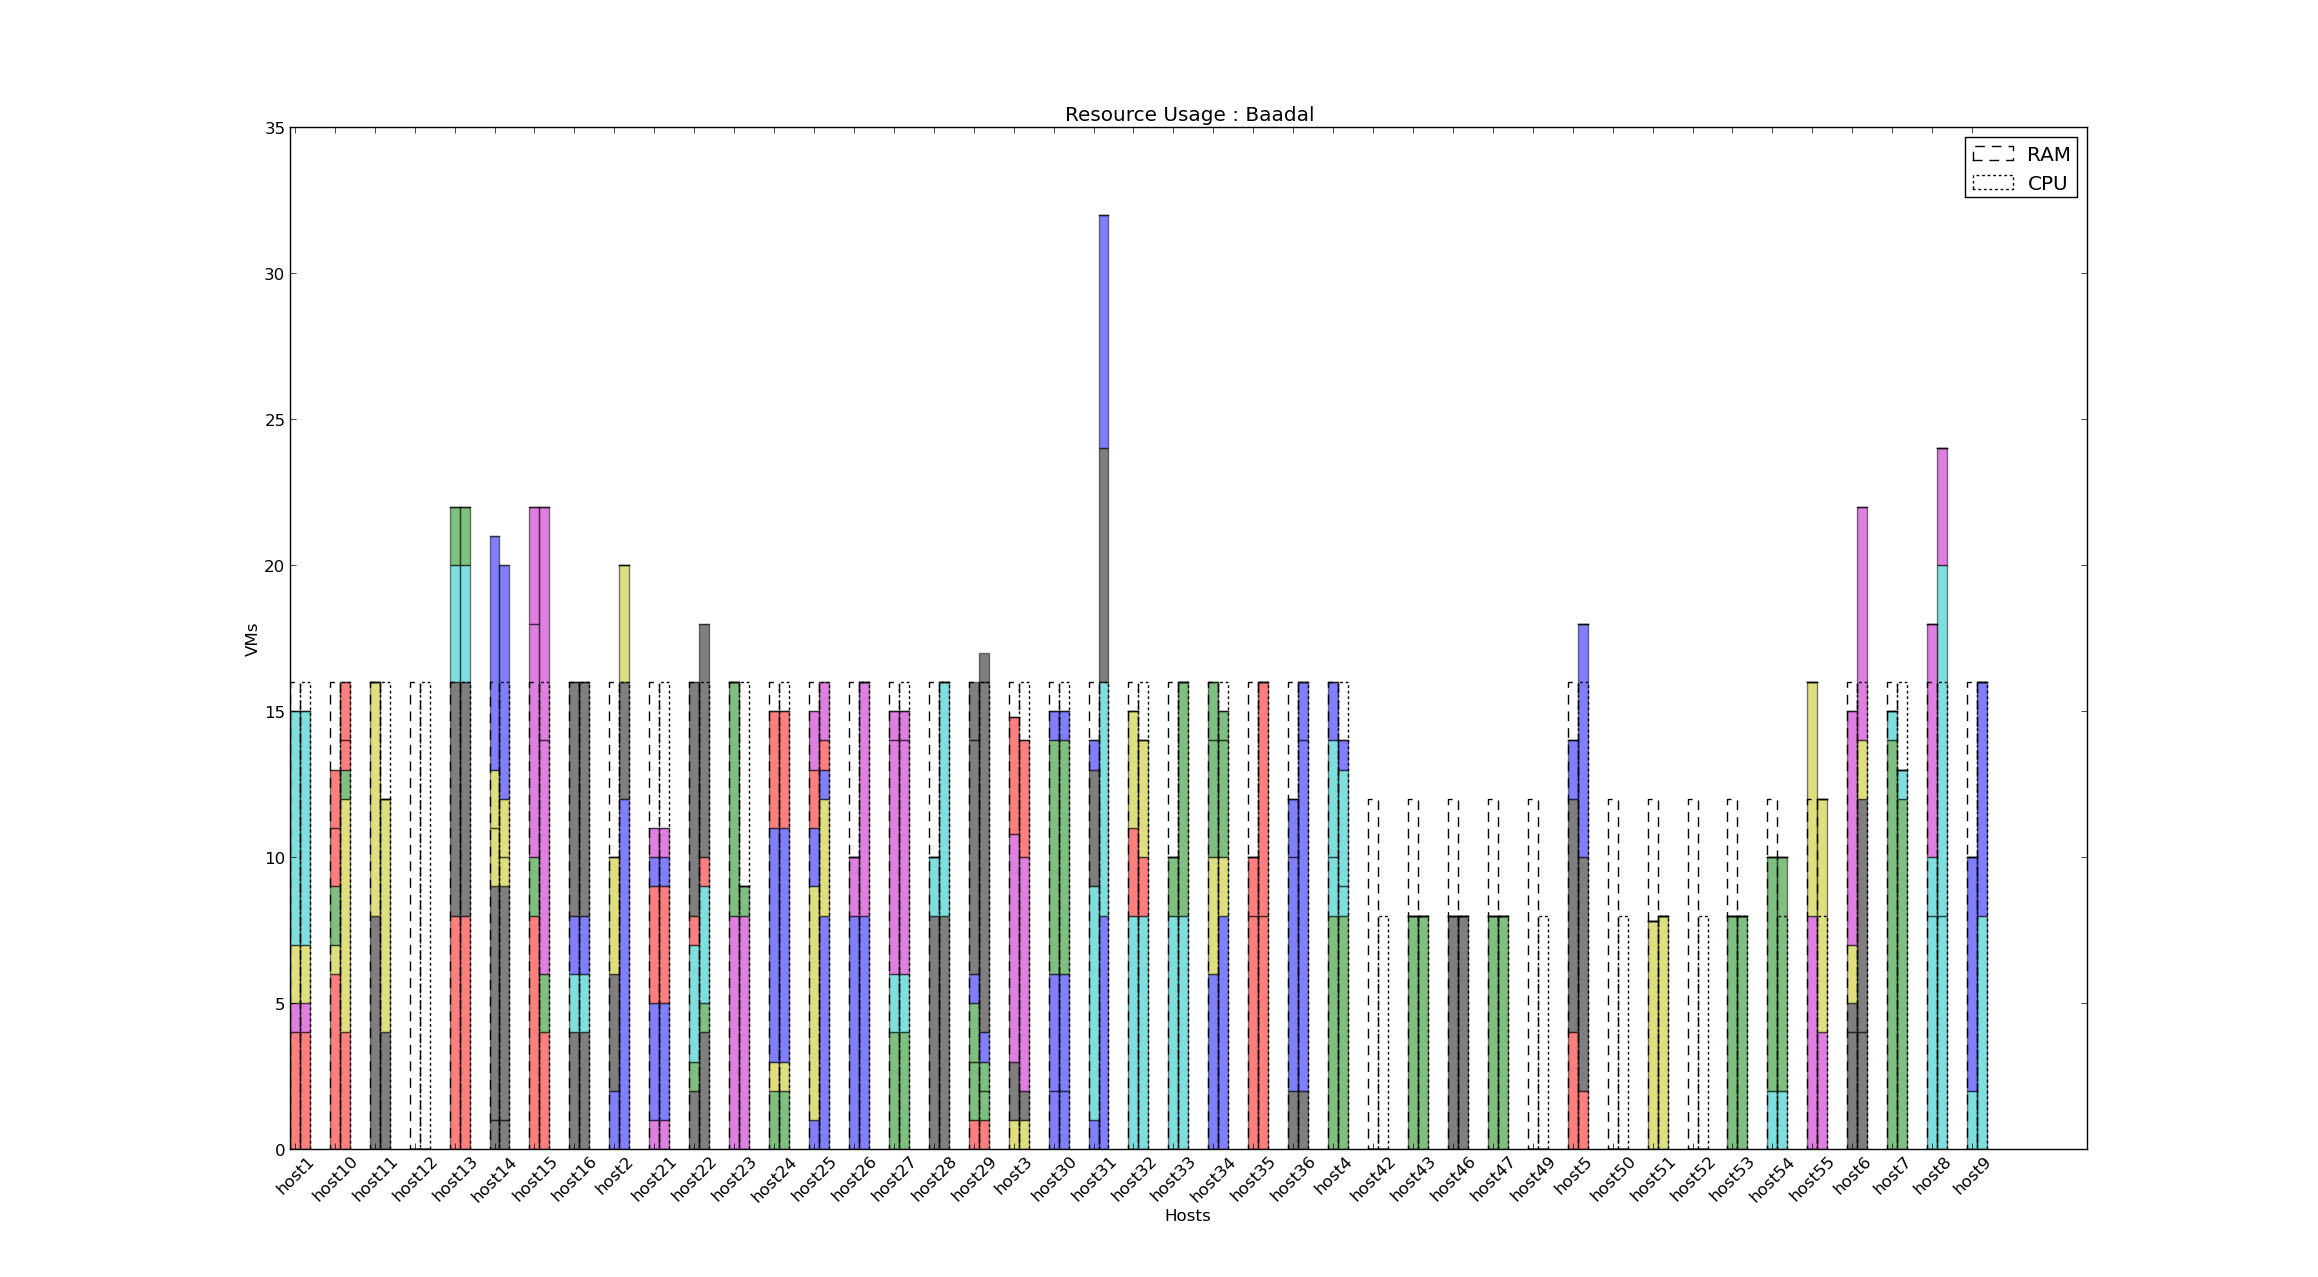 Resource Usage : Baadal
35
30
25
20
15
10
5
0
VMs
RAM
CPU
host1 host10 host11 host12 host13 host14 host15 host16 host2 host21 host22 host23 host24 host25 host26 host27 host28 host29 host3 host30 host31 host32 host33 host34 host35 host36 host4 host42 host43 host46 host47 host49 host5 host50 host51 host52 host53 host54 host55 host6 host7 host8 host9
Hosts